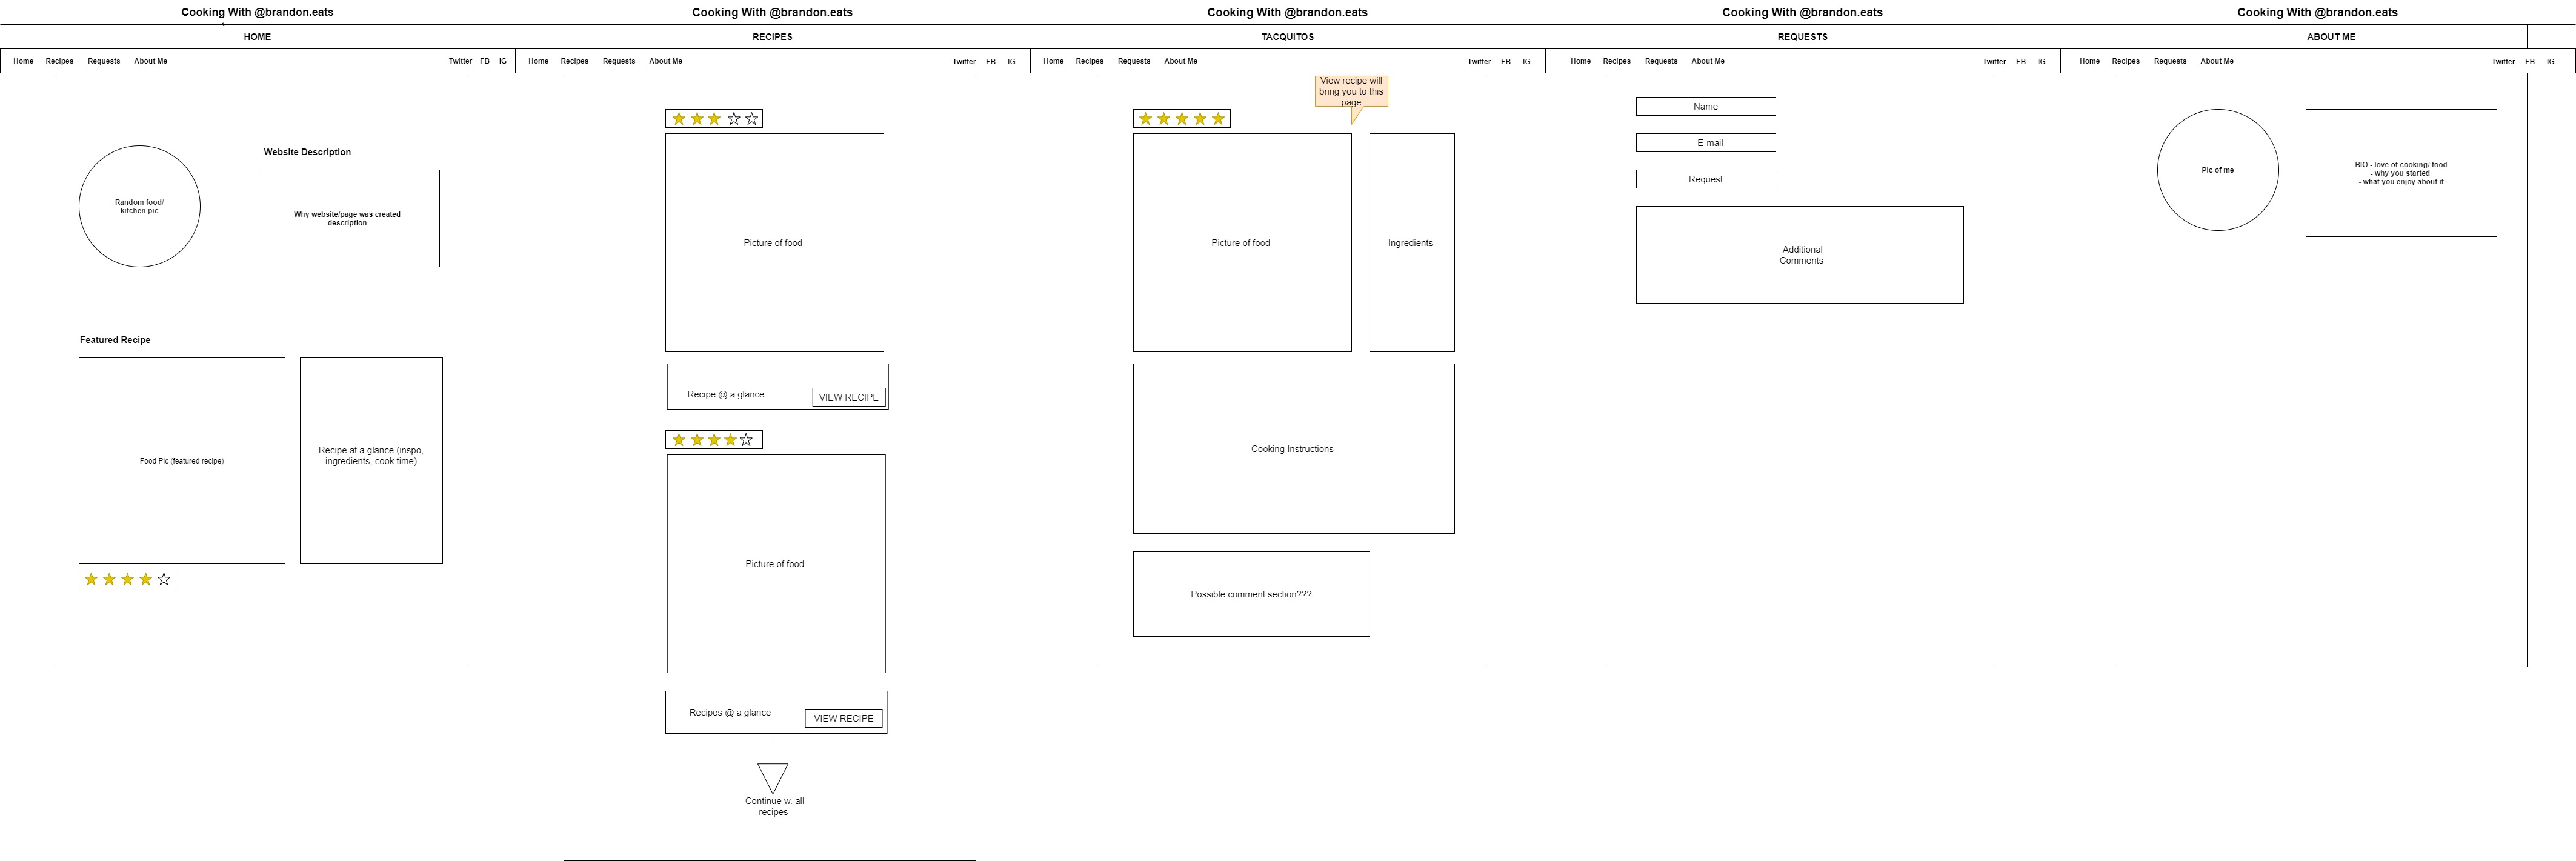 Cooking With @brandon.eats
HOME
Home Recipes Requests About Me Twitter FB IG
Random food/
kitchen pic
Website Description
Why website/page was created
description
Featured Recipe
Food Pic (featured recipe)
Recipe at a glance (inspo,
ingredients, cook time)
Cooking With @brandon.eats
RECIPES
Home Recipes Requests About Me Twitter FB IG
Picture of food
Recipe @ a glance
VIEW RECIPE
Picture of food
Recipes @ a glance
VIEW RECIPE
Continue w. all
recipes
Cooking With @brandon.eats
TACQUITOS
Home Recipes Requests About Me Twitter FB IG
View recipe will
bring you to this
page
Picture of food
Ingredients
Cooking Instructions
Possible comment section???
Cooking With @brandon.eats
REQUESTS
Home Recipes Requests About Me Twitter FB IG
Name
E-mail
Request
Additional
Comments
Cooking With @brandon.eats
ABOUT ME
Home Recipes Requests About Me Twitter FB IG
Pic of me
BIO - love of cooking/ food
- why you started
- what you enjoy about it